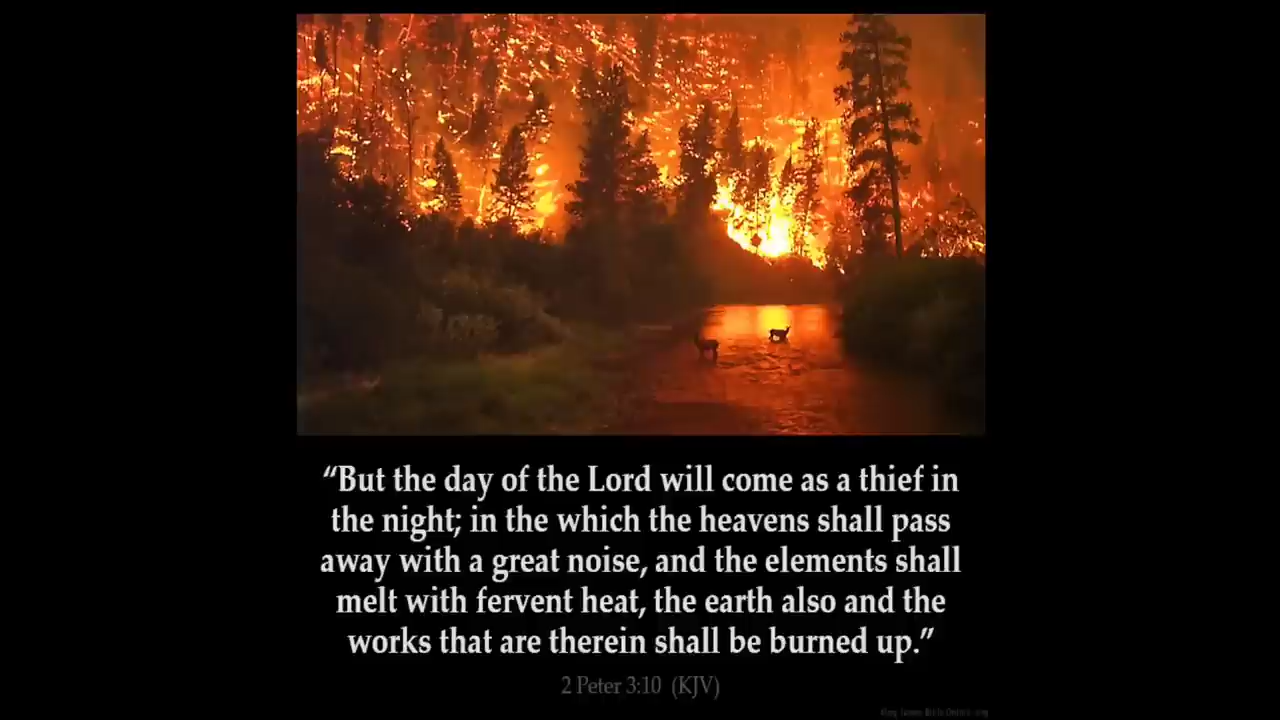 “But the day of the Lord will come as a thief in
the night; in the which the heavens shall pass
away with a great noise, and the elements shall
melt with fervent heat, the earth also and the
works that are therein shall be burned up.”
2 Peter 3:10 (KJV)